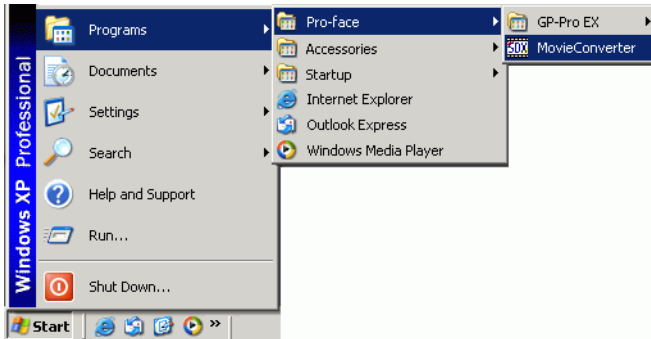 Windows XP Professional
Programs
Documents
Settings
Search
Help and Support
Run...
Shut Down...
Pro-face
Accessories
Startup
Internet Explorer
Outlook Express
Windows Media Player
GP-Pro EX
SDX MovieConverter
Start »